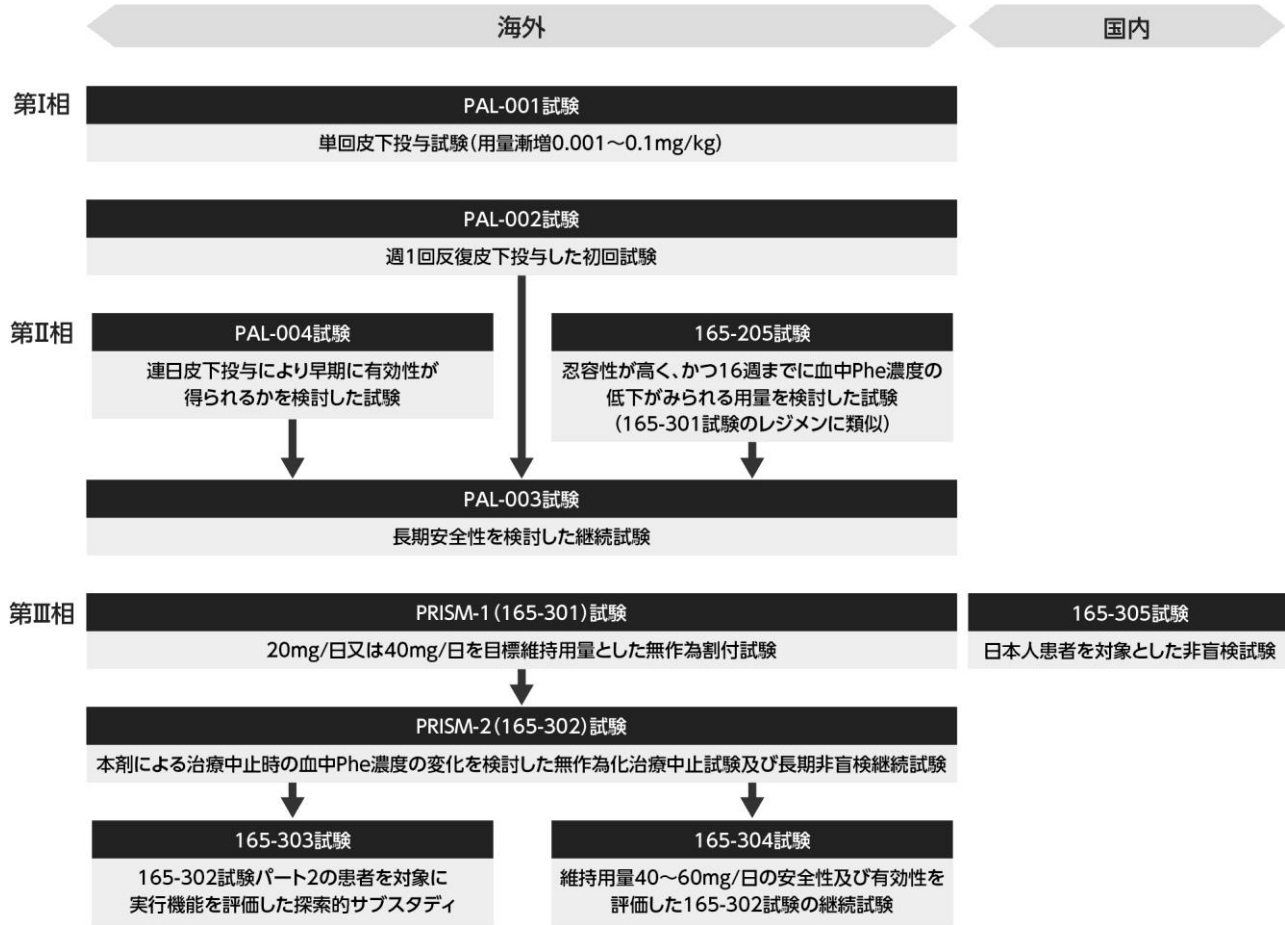 海外
国内
第Ⅰ相
PAL-001試験
単回皮下投与試験(用量漸増0.001～0.1mg/kg)
PAL-002試験
週1回反復皮下投与した初回試験
第Ⅱ相
PAL-004試験
連日皮下投与により早期に有効性が
得られるかを検討した試験
165-205試験
忍容性が高く、かつ16週までに血中Phe濃度の
低下がみられる用量を検討した試験
(165-301試験のレジメンに類似)
PAL-003試験
長期安全性を検討した継続試験
第Ⅲ相
PRISM-1(165-301)試験
20mg/日又は40mg/日を目標維持用量とした無作為割付試験
165-305試験
日本人患者を対象とした非盲検試験
PRISM-2(165-302)試験
本剤による治療中止時の血中Phe濃度の変化を検討した無作為化治療中止試験及び長期非盲検継続試験
165-303試験
165-302試験パート2の患者を対象に
実行機能を評価した探索的サブスタディ
165-304試験
維持用量40～60mg/日の安全性及び有効性を
評価した165-302試験の継続試験